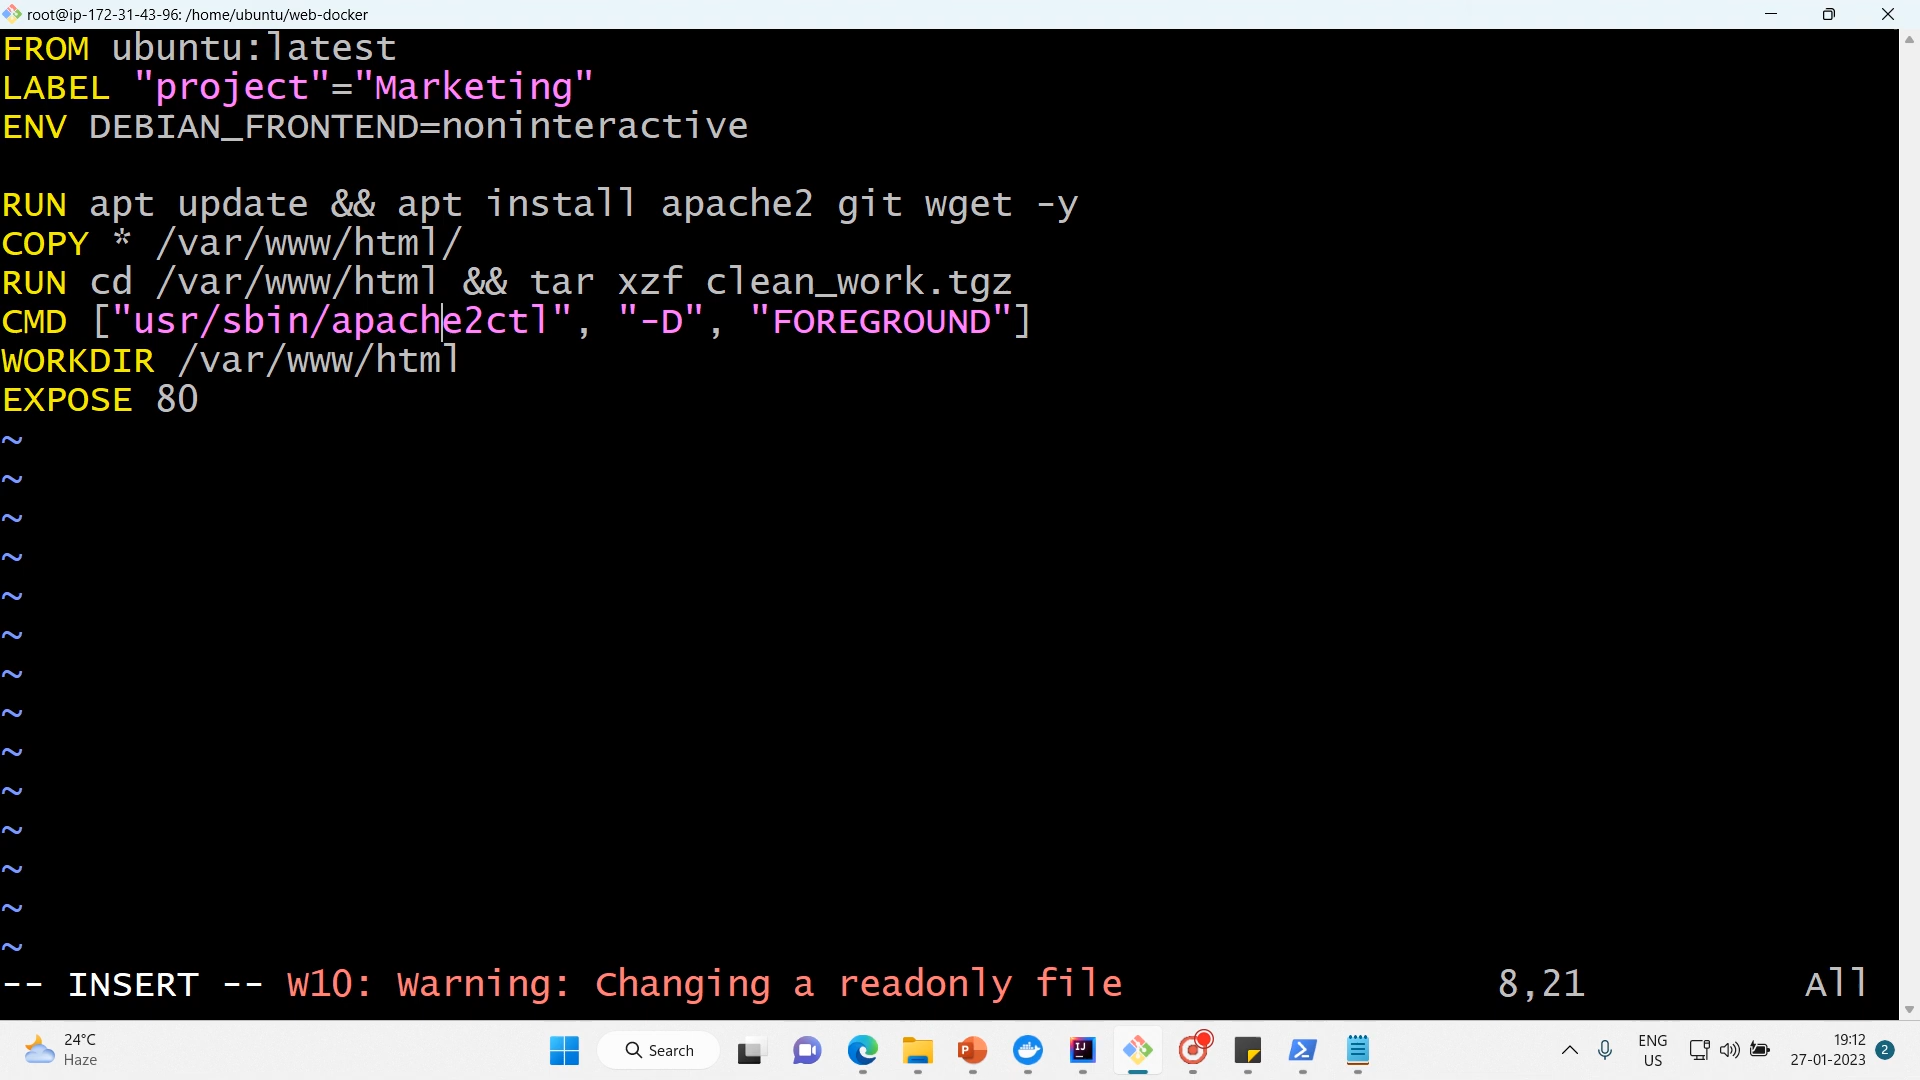 root@ip-172-31-43-96: /home/ubuntu/web-docker
FROM ubuntu:latest
LABEL "project"="Marketing"
ENV DEBIAN_FRONTEND=noninteractive
RUN apt update && apt install apache2 git wget -y
COPY * /var/www/html/
RUN cd /var/www/html && tar xzf clean_work.tgz
CMD ["usr/sbin/apache2ctl", "-D", "FOREGROUND"]
WORKDIR /var/www/html
EXPOSE 80
~
~
~
~
~
~
~
~
~
~
~
~
~
~
-- INSERT -- W10: Warning: Changing a readonly file 8,21 All
24°C
Haze
Search
P
IJ
ENG
US
19:12
27-01-2023
2